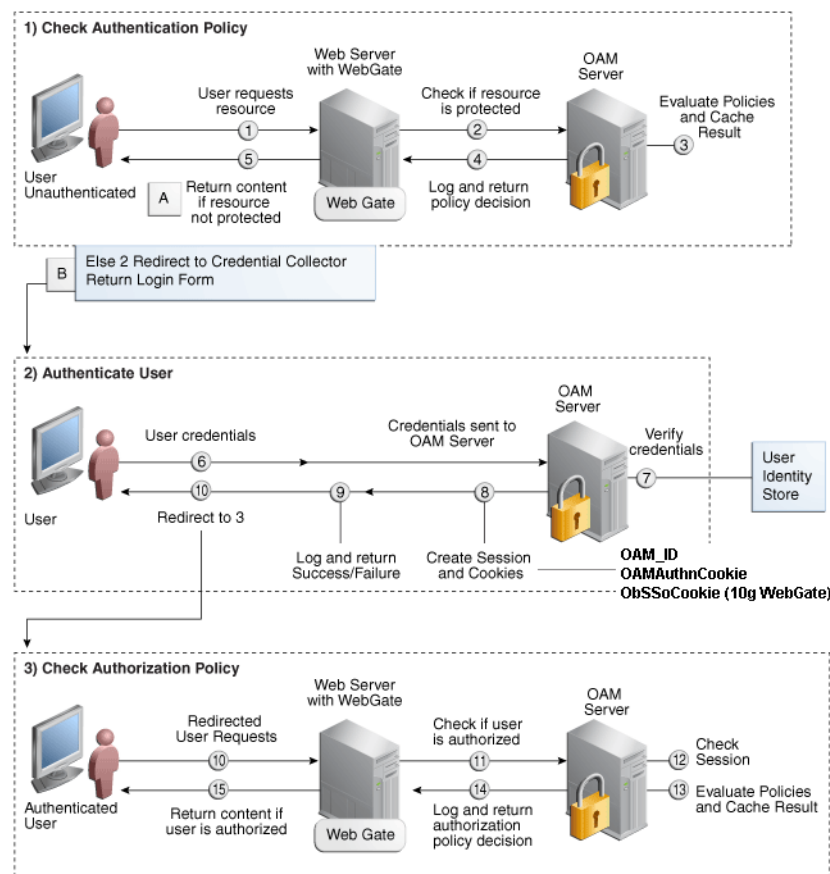 1) Check Authentication Policy
Web Server
with WebGate
OAM
Server
User requests
resource
1
Check if resource
is protected
2
Evaluate Policies
and Cache
Result
3
5
4
User
Unauthenticated
A
Return content
if resource
not protected
Web Gate
Log and return
policy decision
B
Else 2 Redirect to Credential Collector
Return Login Form
2) Authenticate User
OAM
Server
User credentials
Credentials sent to
OAM Server
Verify
credentials
6
7
User
Identity
Store
10
9
8
User
Redirect to 3
Log and return
Success/Failure
Create Session
and Cookies
OAM_ID
OAMAuthnCookie
ObSSoCookie (10g WebGate)
3) Check Authorization Policy
Web Server
with WebGate
OAM
Server
Redirected
User Requests
10
Check if user
is authorized
11
12
Check
Session
15
14
13
Evaluate Policies
and Cache Result
Authenticated
User
Return content if
user is authorized
Web Gate
Log and return
authorization
policy decision